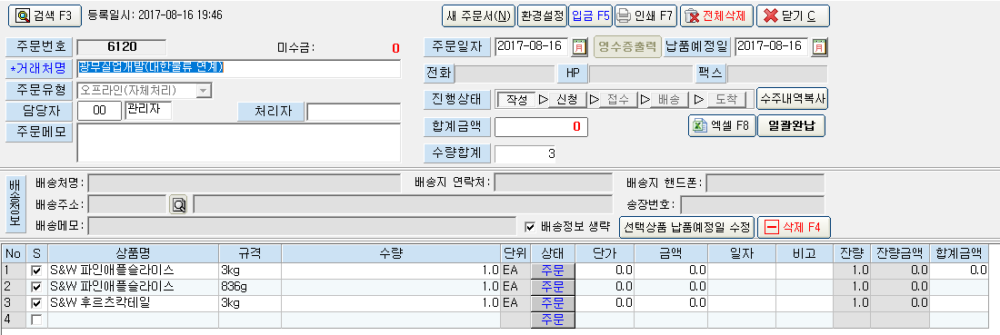 검색 F3 등록일시: 2017-08-16 19:46 새 주문서(N) 환경설정 입금 F5 인쇄 F7 전체삭제 닫기 C
주문번호 6120 미수금: 0 주문일자 2017-08-16 영수증출력 납품예정일 2017-08-16
*거래처명 광무실업개발(대한물류 연계) 전화 HP 팩스
주문유형 오프라인(자체처리) 진행상태 작성 ▷ 신청 ▷ 접수 ▷ 배송 ▷ 도착 수주내역복사
담당자 00 관리자 처리자 합계금액 0 엑셀 F8 일괄완납
주문메모 수량합계 3
배송정보
배송처명: 배송지 연락처: 배송지 핸드폰:
배송주소: 송장번호:
배송메모: 배송정보 생략 선택상품 납품예정일 수정 삭제 F4
No S 상품명 규격 수량 단위 상태 단가 금액 일자 비고 잔량 잔량금액 합계금액
1 S&W 파인애플슬라이스 3kg 1.0 EA 주문 0.0 0.0 1.0 0.0 0.0
2 S&W 파인애플슬라이스 836g 1.0 EA 주문 0.0 0.0 1.0 0.0
3 S&W 후르츠칵테일 3kg 1.0 EA 주문 0.0 0.0 1.0 0.0
4 주문